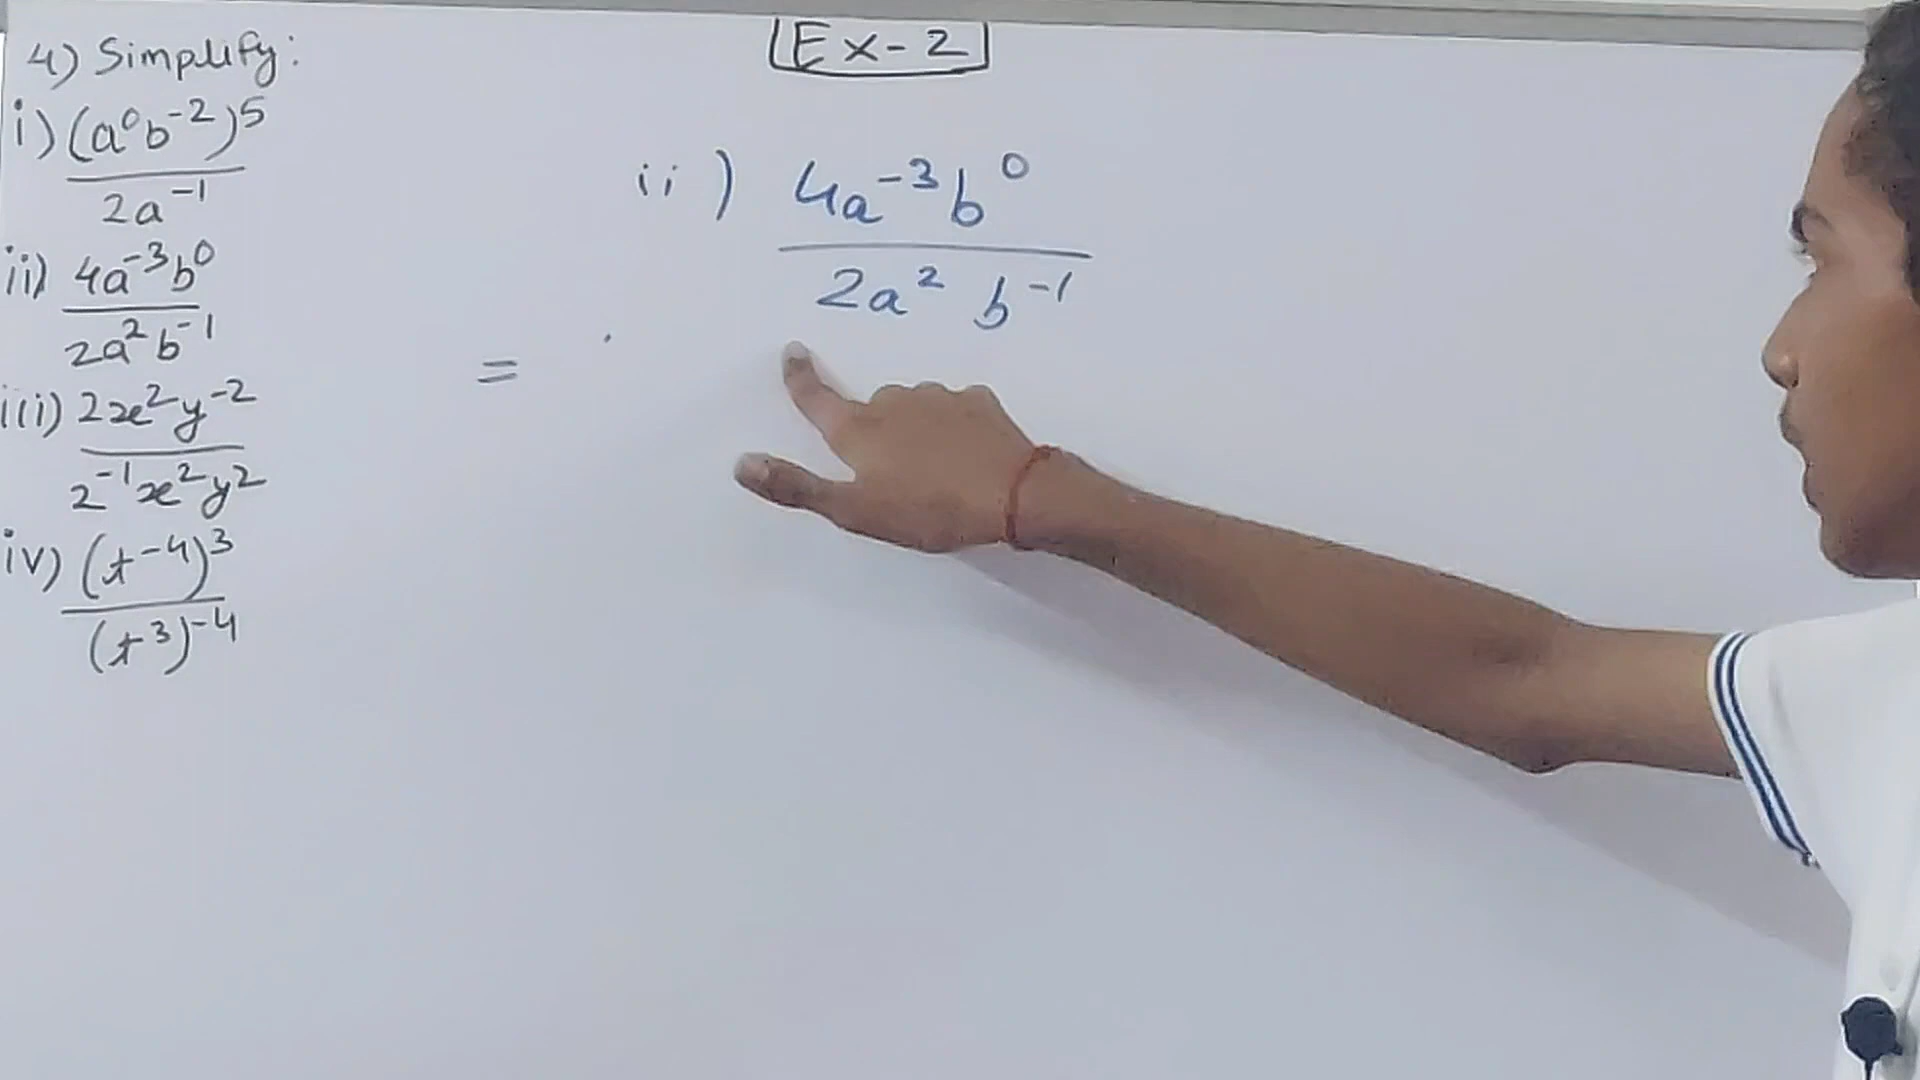 4) Simplify:
i) (a⁰b⁻²)⁵
2a⁻¹
ii) 4a⁻³b⁰
2a²b⁻¹
iii) 2x²y⁻²
2⁻¹x²y²
iv) (t⁻⁴)³
(t³)⁻⁴
Ex-2
ii) 4a⁻³b⁰
2a² b⁻¹
=